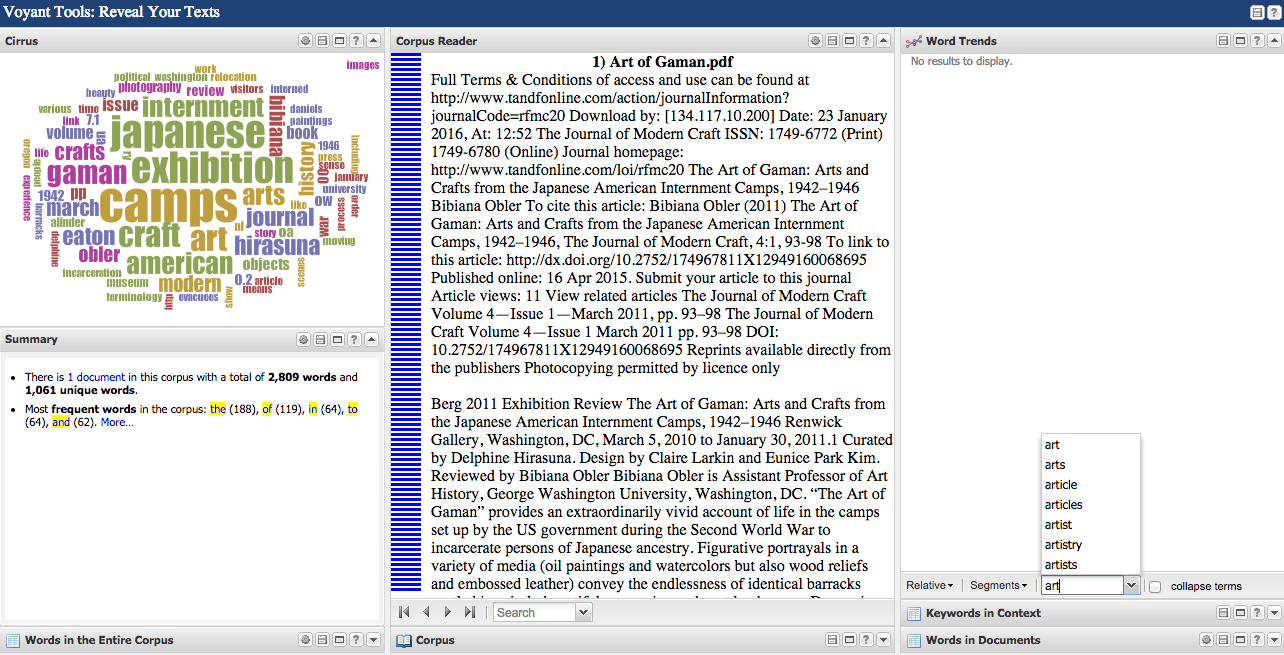 Voyant Tools: Reveal Your Texts
Cirrus
work
images
political washington relocation
beauty photography review visitors interned
various time issue internment bibiana daniels
link 7.1 japanese paintings
volume usa book
oregon life crafts ry exhibition history 1946 including
people gaman press
00 sense
january
experience 1942 pp camps arts like university
barracks march ow process order
alinder journal war
delphine eaton craft art nl story oa
obler hirasuna moving
incarceration american objects scenes
museum modern 0.2 article
means
terminology http evacuees show
Summary
There is 1 document in this corpus with a total of 2,809 words and
1,061 unique words.
Most frequent words in the corpus: the (188), of (119), in (64), to
(64), and (62). More...
Words in the Entire Corpus
Corpus Reader
1) Art of Gaman.pdf
Full Terms & Conditions of access and use can be found at
http://www.tandfonline.com/action/journalInformation?
journalCode=rfmc20 Download by: [134.117.10.200] Date: 23 January
2016, At: 12:52 The Journal of Modern Craft ISSN: 1749-6772 (Print)
1749-6780 (Online) Journal homepage:
http://www.tandfonline.com/loi/rfmc20 The Art of Gaman: Arts and
Crafts from the Japanese American Internment Camps, 1942–1946
Bibiana Obler To cite this article: Bibiana Obler (2011) The Art of
Gaman: Arts and Crafts from the Japanese American Internment
Camps, 1942–1946, The Journal of Modern Craft, 4:1, 93-98 To link to
this article: http://dx.doi.org/10.2752/174967811X12949160068695
Published online: 16 Apr 2015. Submit your article to this journal
Article views: 11 View related articles The Journal of Modern Craft
Volume 4—Issue 1—March 2011, pp. 93–98 The Journal of Modern
Craft Volume 4—Issue 1 March 2011 pp. 93–98 DOI:
10.2752/174967811X12949160068695 Reprints available directly from
the publishers Photocopying permitted by licence only
Berg 2011 Exhibition Review The Art of Gaman: Arts and Crafts from
the Japanese American Internment Camps, 1942–1946 Renwick
Gallery, Washington, DC, March 5, 2010 to January 30, 2011.1 Curated
by Delphine Hirasuna. Design by Claire Larkin and Eunice Park Kim.
Reviewed by Bibiana Obler Bibiana Obler is Assistant Professor of Art
History, George Washington University, Washington, DC. “The Art of
Gaman” provides an extraordinarily vivid account of life in the camps
set up by the US government during the Second World War to
incarcerate persons of Japanese ancestry. Figurative portrayals in a
variety of media (oil paintings and watercolors but also wood reliefs
and embossed leather) convey the endlessness of identical barracks
Search
Corpus
Word Trends
No results to display.
art
arts
article
articles
artist
artistry
artists
Relative Segments art collapse terms
Keywords in Context
Words in Documents